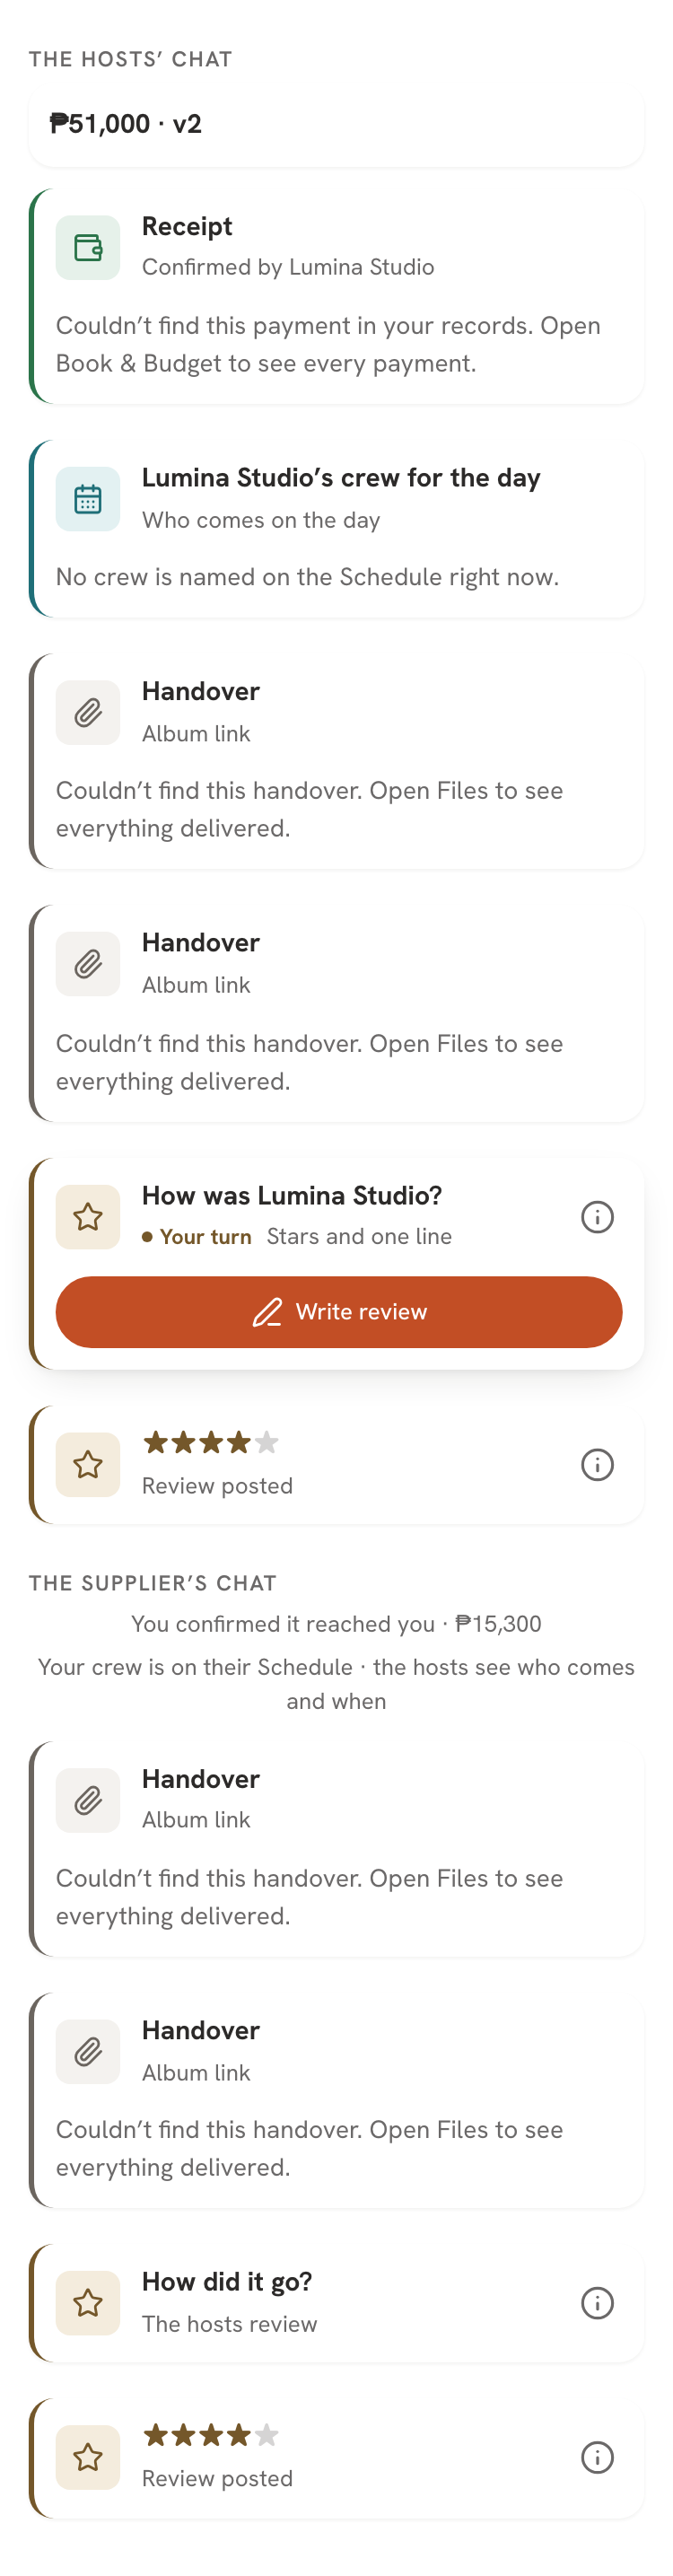 THE HOSTS’ CHAT
₱51,000 · v2
Receipt
Confirmed by Lumina Studio
Couldn’t find this payment in your records. Open
Book & Budget to see every payment.
Lumina Studio’s crew for the day
Who comes on the day
No crew is named on the Schedule right now.
Handover
Album link
Couldn’t find this handover. Open Files to see
everything delivered.
Handover
Album link
Couldn’t find this handover. Open Files to see
everything delivered.
How was Lumina Studio?
Your turn Stars and one line
Write review
Review posted
THE SUPPLIER’S CHAT
You confirmed it reached you · ₱15,300
Your crew is on their Schedule · the hosts see who comes
and when
Handover
Album link
Couldn’t find this handover. Open Files to see
everything delivered.
Handover
Album link
Couldn’t find this handover. Open Files to see
everything delivered.
How did it go?
The hosts review
Review posted